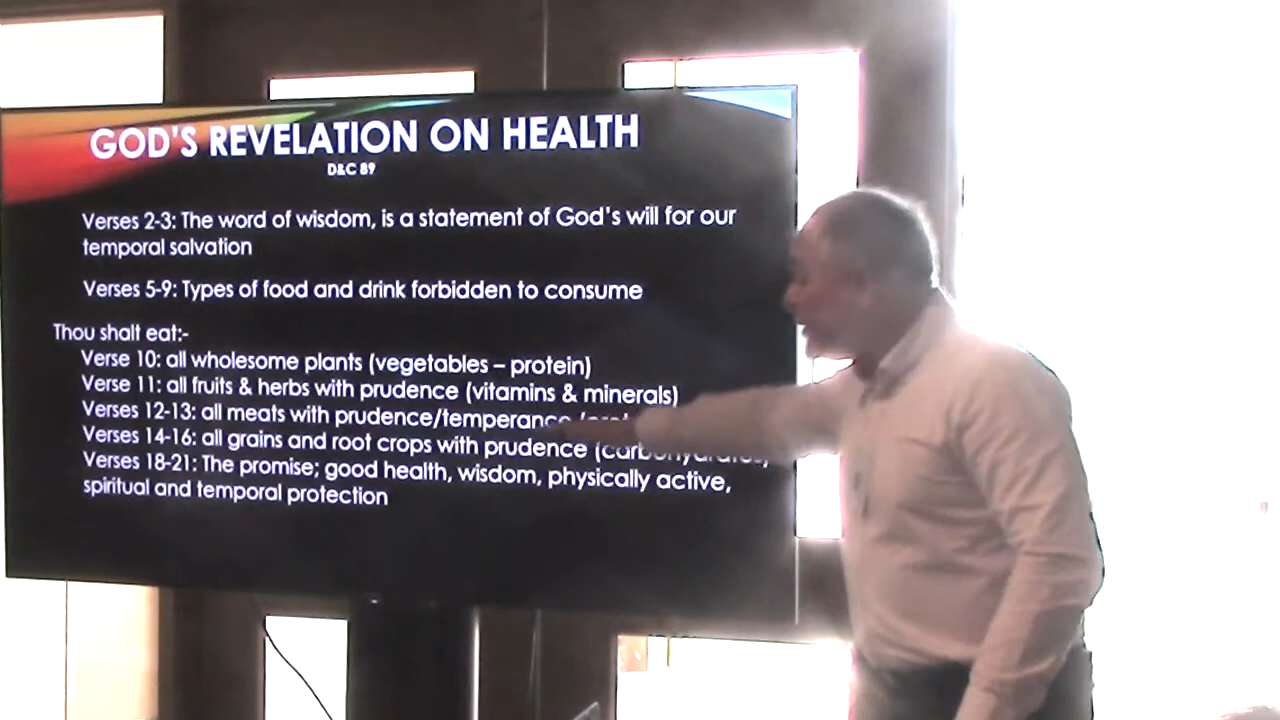 GOD'S REVELATION ON HEALTH
D&C 89
Verses 2-3: The word of wisdom, is a statement of God's will for our
temporal salvation
Verses 5-9: Types of food and drink forbidden to consume
Thou shalt eat:-
Verse 10: all wholesome plants (vegetables – protein)
Verse 11: all fruits & herbs with prudence (vitamins & minerals)
Verses 12-13: all meats with prudence/temperance
Verses 14-16: all grains and root crops with prudence (carbohydrates)
Verses 18-21: The promise; good health, wisdom, physically active,
spiritual and temporal protection